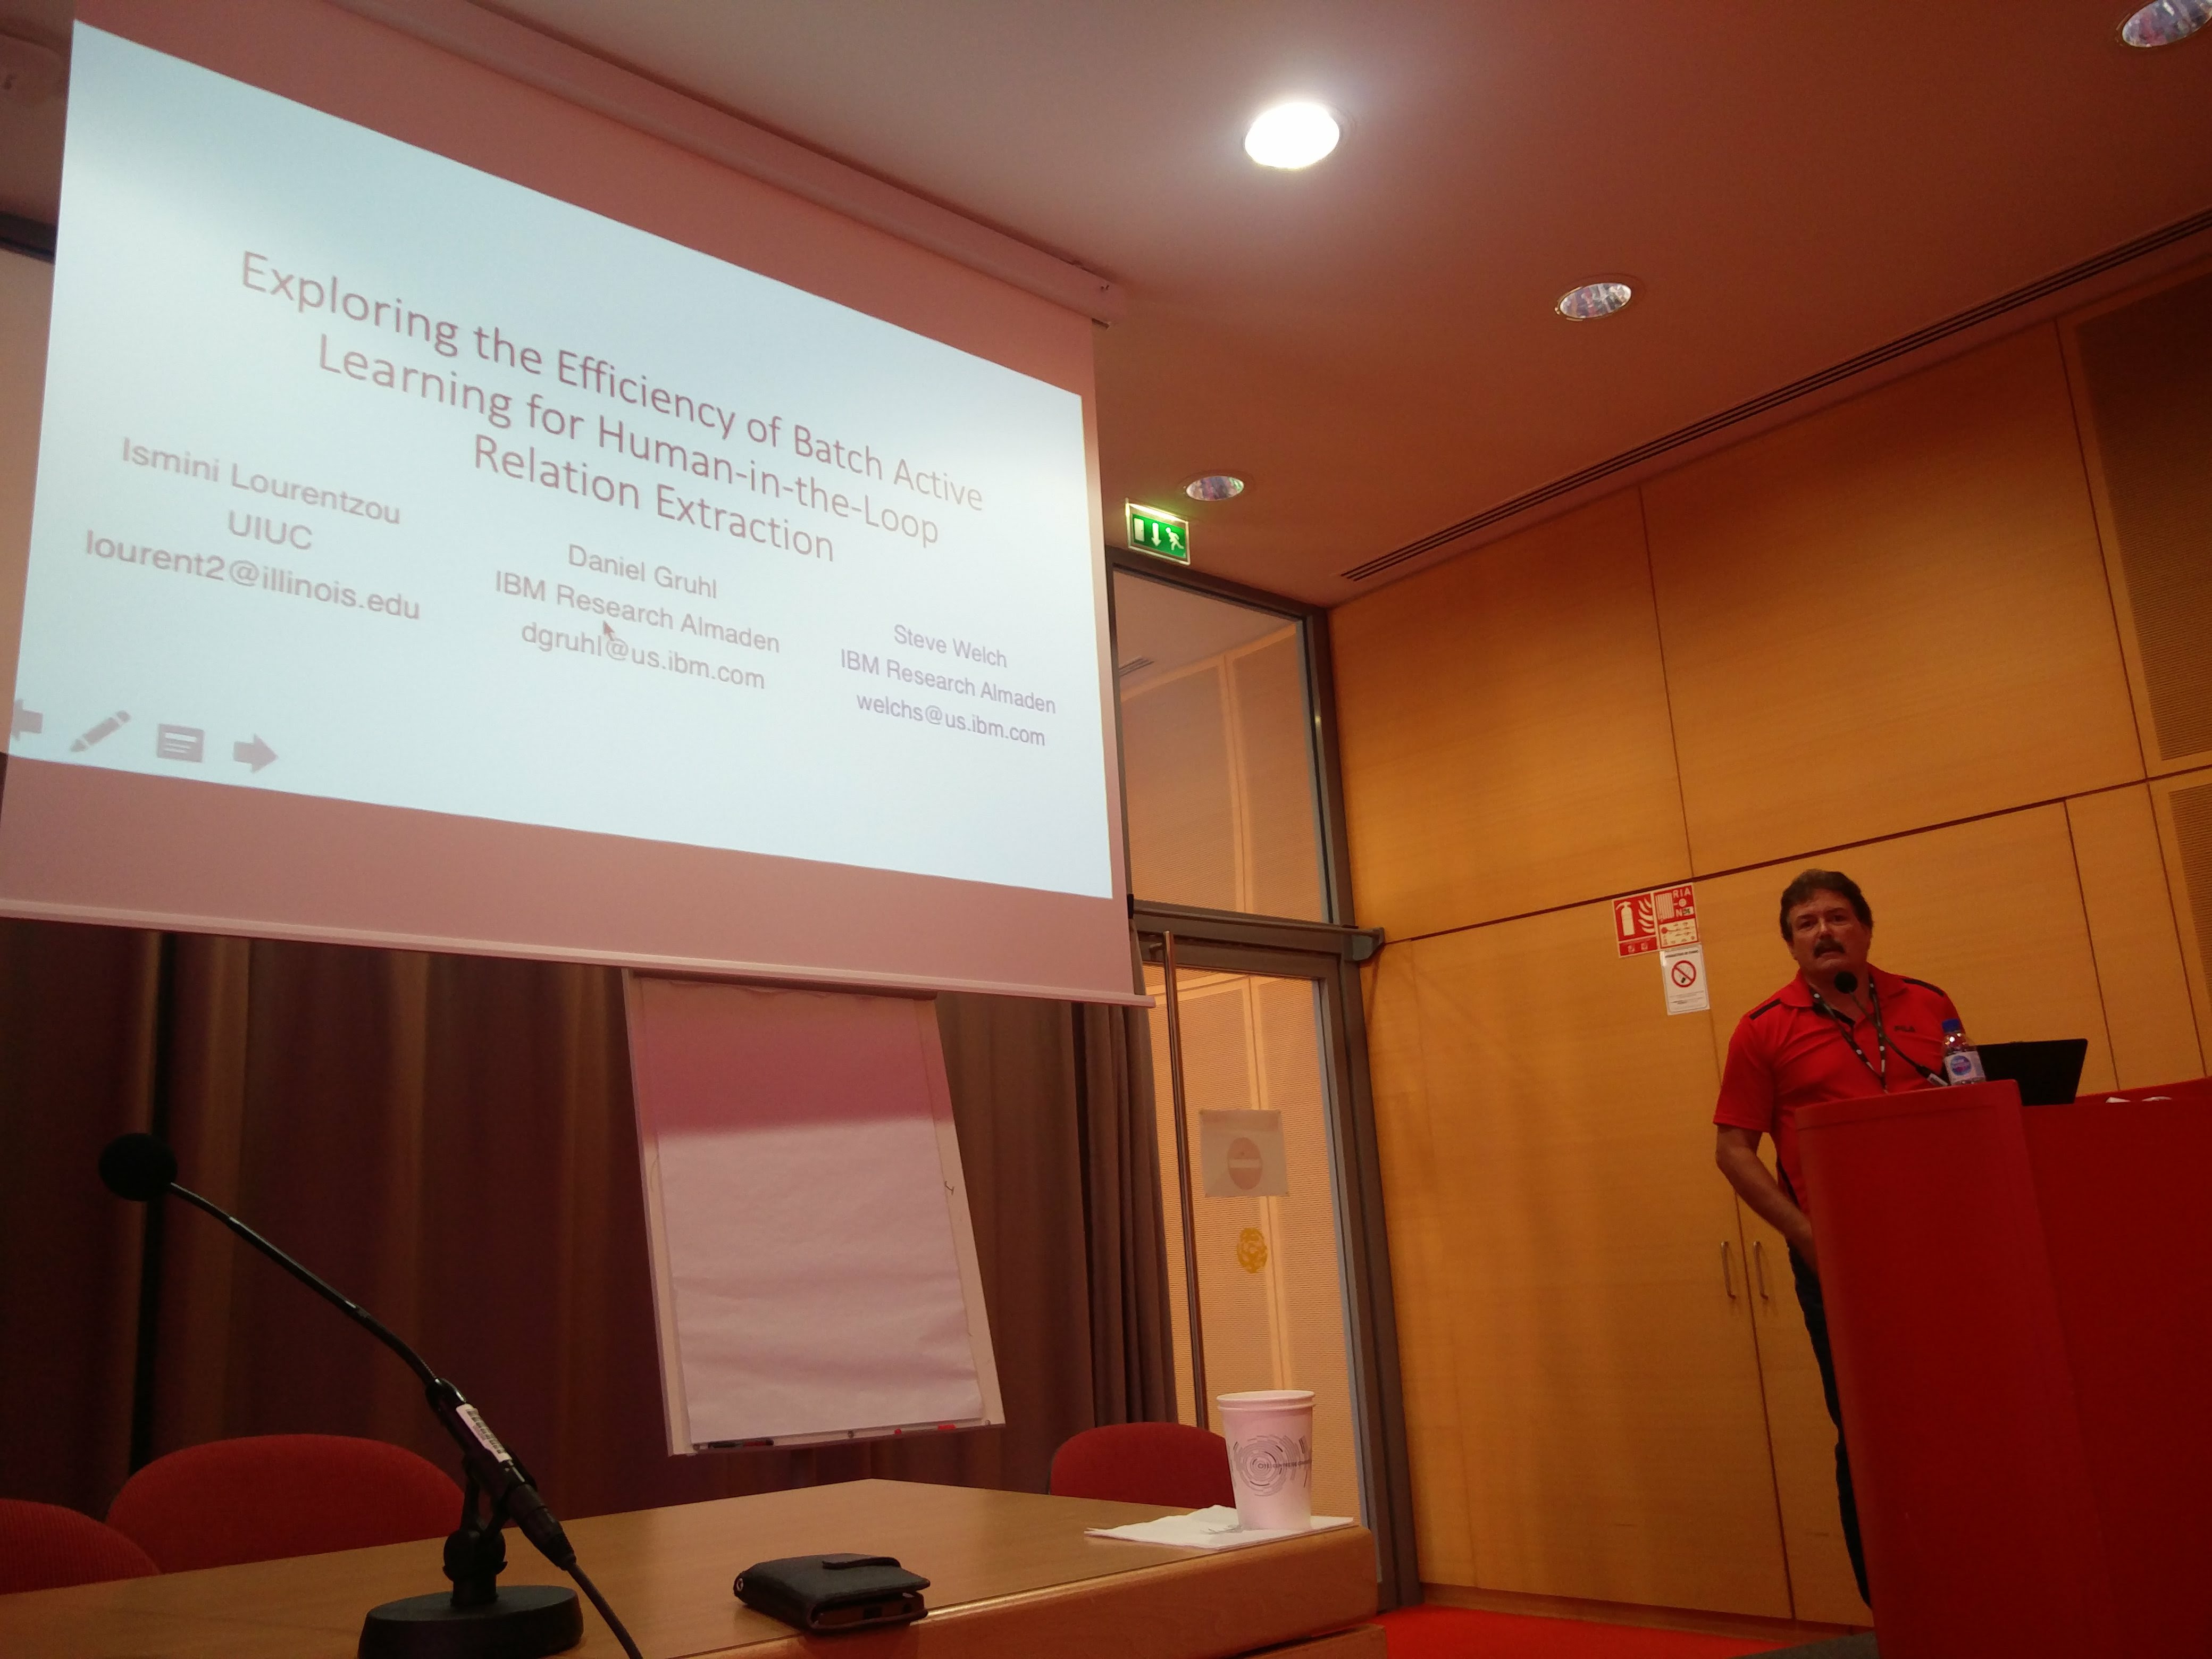 Exploring the Efficiency of Batch Active
Learning for Human-in-the-Loop
Relation Extraction
Ismini Lourentzou
UIUC
lourent2@illinois.edu
Daniel Gruhl
IBM Research Almaden
dgruhl@us.ibm.com
Steve Welch
IBM Research Almaden
welchs@us.ibm.com
RIA
FILA